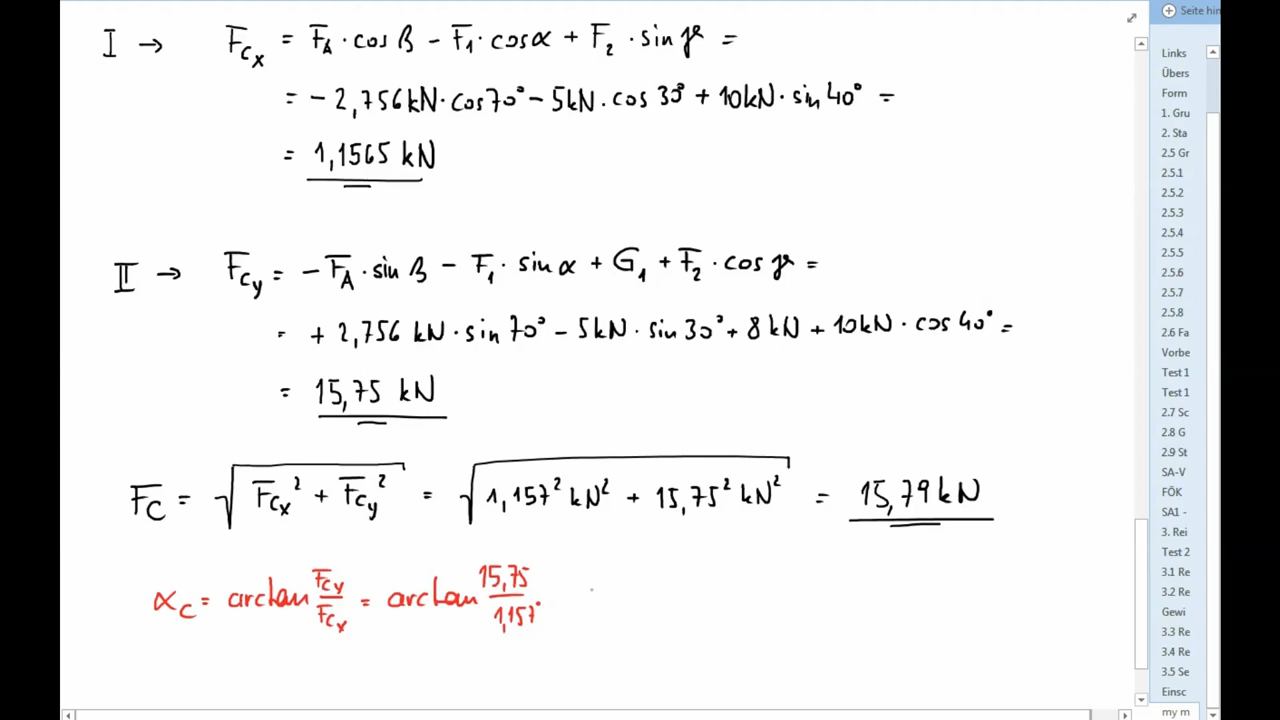 I → F_Cx = F_A · cos β − F_1 · cos α + F_2 · sin γ =
= − 2,756 kN · cos 70° − 5 kN · cos 30° + 10 kN · sin 40° =
= 1,1565 kN
II → F_Cy = − F_A · sin β − F_1 · sin α + G_1 + F_2 · cos γ =
= + 2,756 kN · sin 70° − 5 kN · sin 30° + 8 kN + 10 kN · cos 40° =
= 15,75 kN
F_C = √(F_Cx² + F_Cy²) = √(1,157² kN² + 15,75² kN²) = 15,79 kN
α_C = arctan F_Cy / F_Cx = arctan 15,75 / 1,157
Seite hin
Links
Übers
Form
1. Gru
2. Sta
2.5 Gr
2.5.1
2.5.2
2.5.3
2.5.4
2.5.5
2.5.6
2.5.7
2.5.8
2.6 Fa
Vorbe
Test 1
Test 1
2.7 Sc
2.8 G
2.9 St
SA-V
FÖK
SA1 -
3. Rei
Test 2
3.1 Re
3.2 Re
Gewi
3.3 Re
3.4 Re
3.5 Se
Einsc
my m